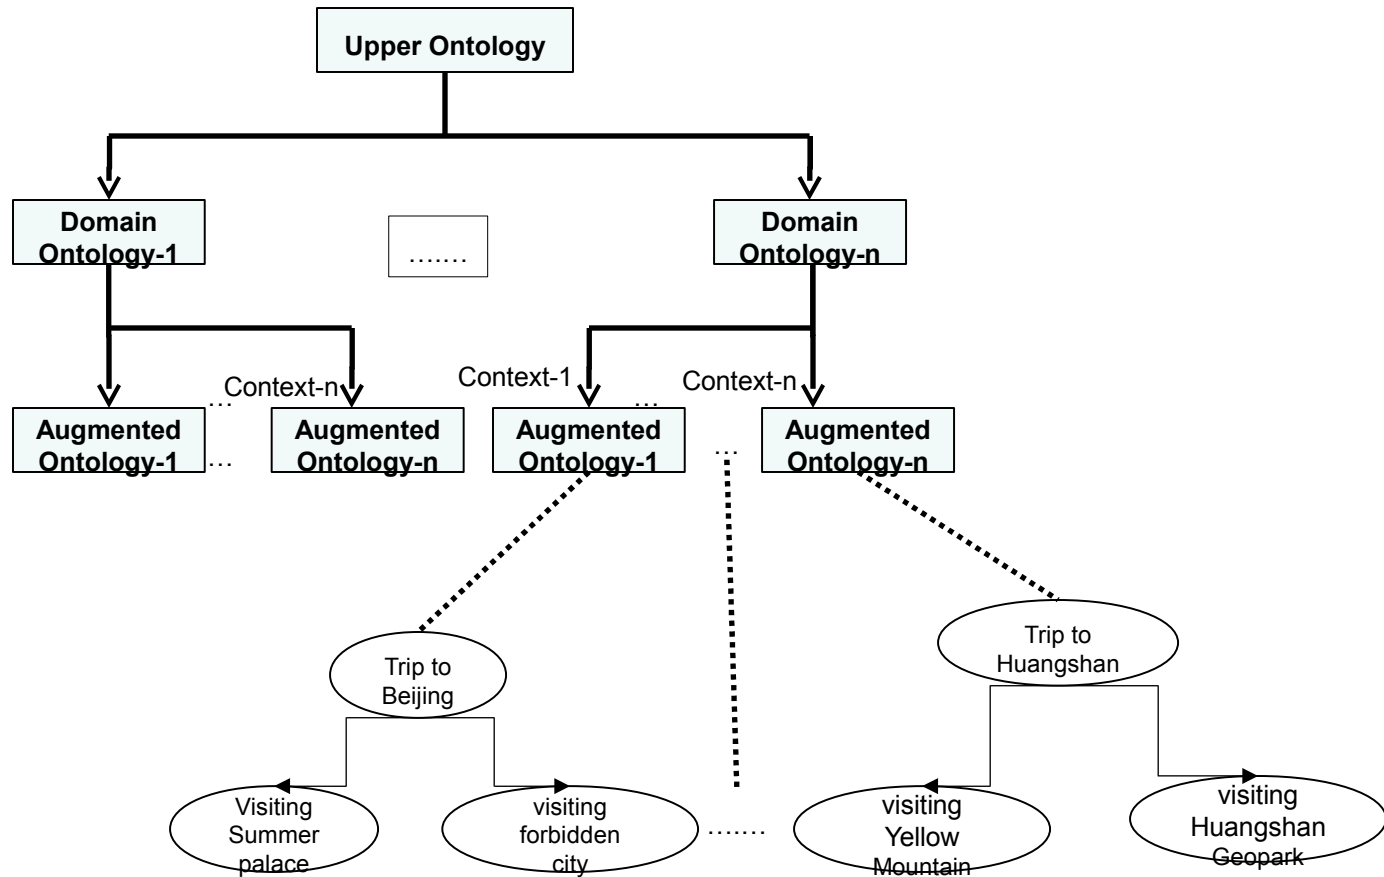 Upper Ontology
Domain
Ontology-1
…….
Domain
Ontology-n
Context-n
Context-1
Context-n
…
…
Augmented
Ontology-1
…
Augmented
Ontology-n
Augmented
Ontology-1
…
Augmented
Ontology-n
Trip to
Beijing
Trip to
Huangshan
Visiting
Summer
palace
visiting
forbidden
city
…….
visiting
Yellow
Mountain
visiting
Huangshan
Geopark